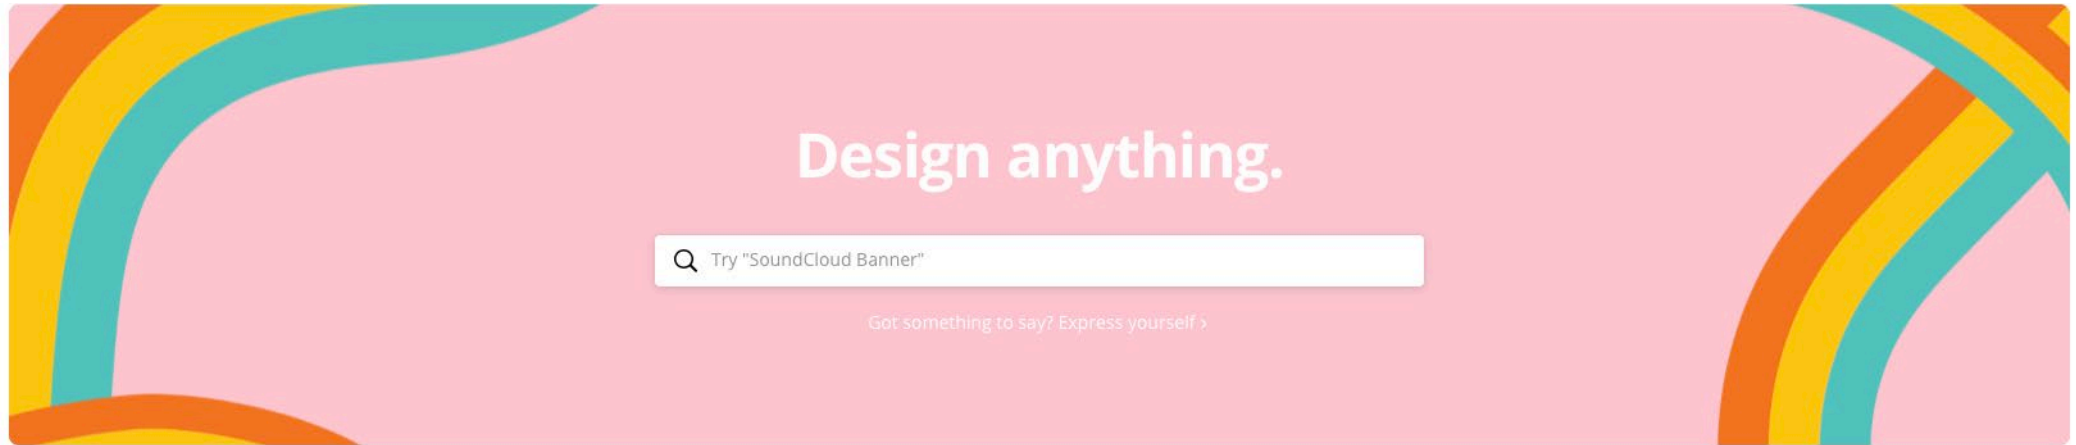 Design anything.
Try "SoundCloud Banner"
Got something to say? Express yourself ›